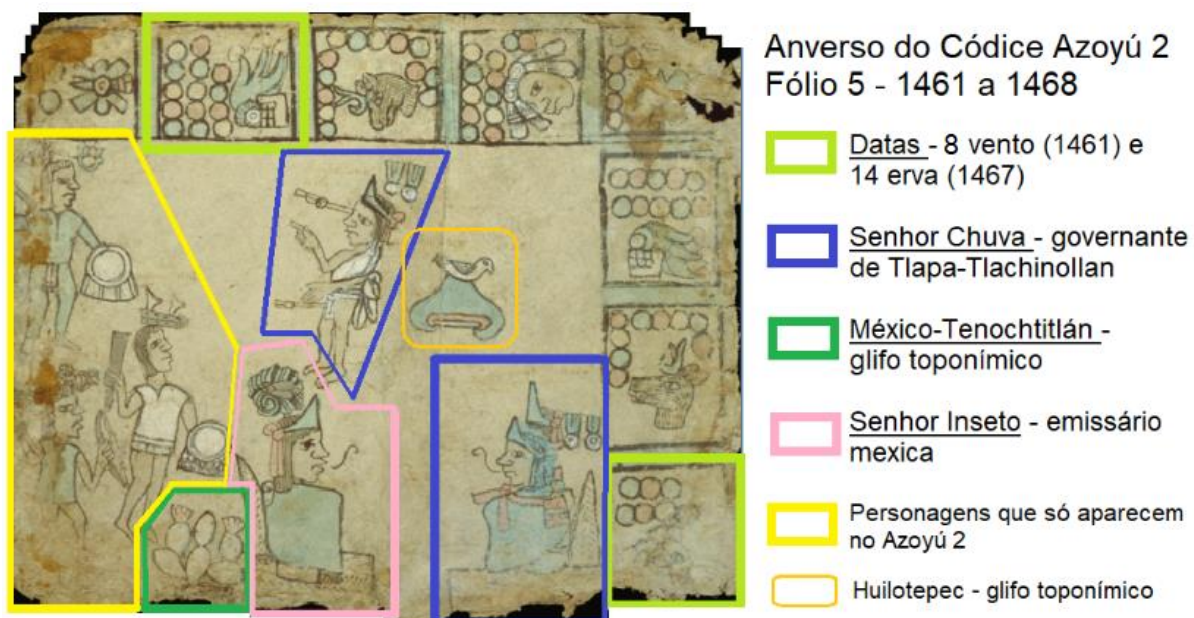 Anverso do Códice Azoyú 2
Fólio 5 - 1461 a 1468
Datas - 8 vento (1461) e
14 erva (1467)
Senhor Chuva - governante
de Tlapa-Tlachinollan
México-Tenochtitlán -
glifo toponímico
Senhor Inseto - emissário
mexica
Personagens que só aparecem
no Azoyú 2
Huilotepec - glifo toponímico